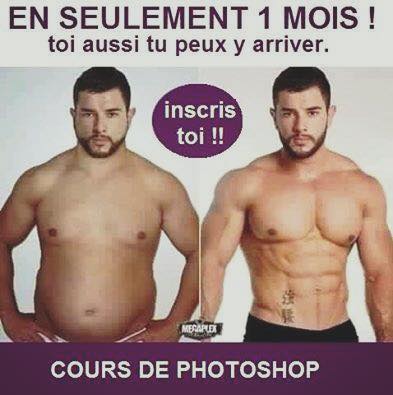 EN SEULEMENT 1 MOIS !
toi aussi tu peux y arriver.
inscris
toi !!
MEGAPLEX
COURS DE PHOTOSHOP